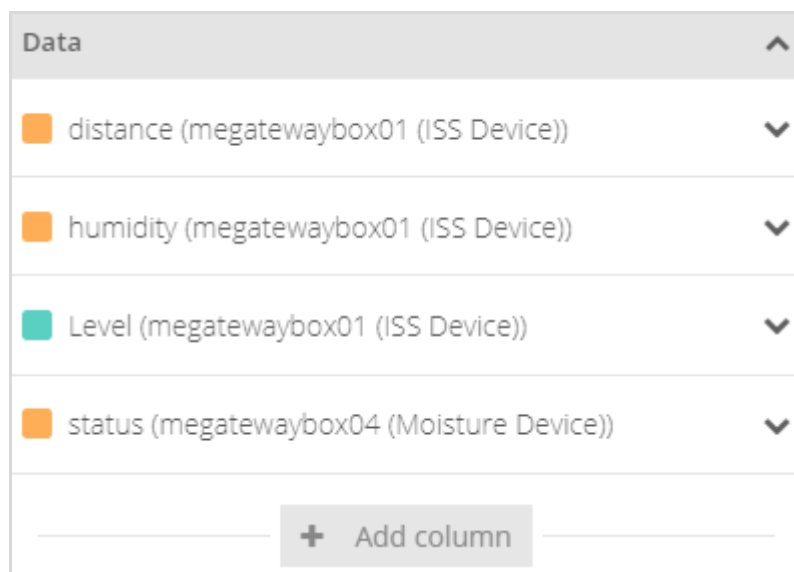 Data
distance (megatewaybox01 (ISS Device))
humidity (megatewaybox01 (ISS Device))
Level (megatewaybox01 (ISS Device))
status (megatewaybox04 (Moisture Device))
+ Add column